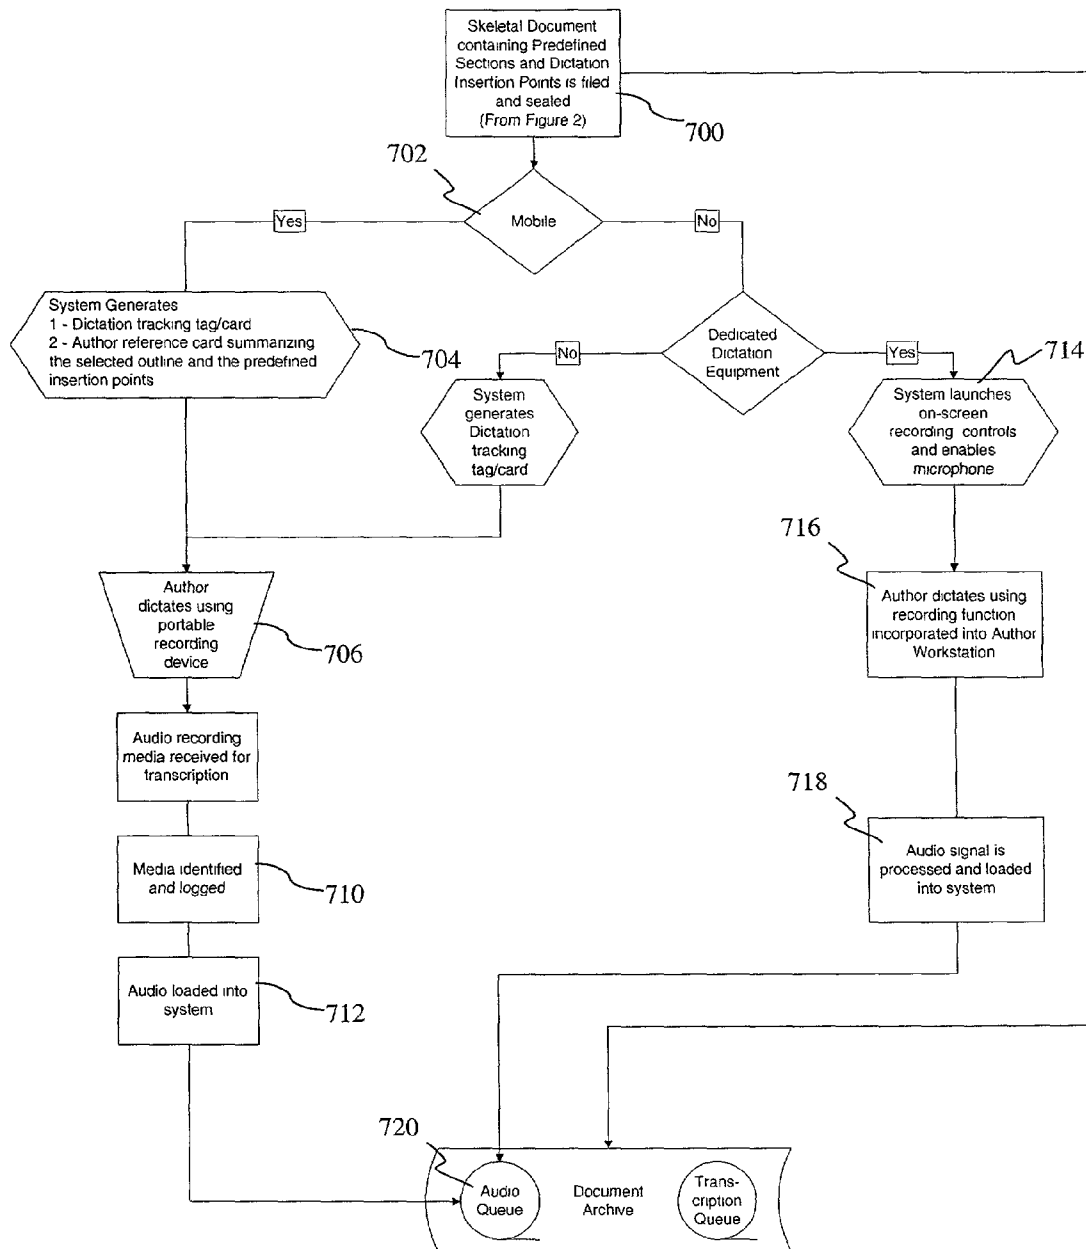 Skeletal Document
containing Predefined
Sections and Dictation
Insertion Points is filed
and sealed
(From Figure 2)
700
702
Mobile
Yes
No
System Generates
1 - Dictation tracking tag/card
2 - Author reference card summarizing
the selected outline and the predefined
insertion points
704
Dedicated
Dictation
Equipment
No
Yes
714
System
generates
Dictation
tracking
tag/card
System launches
on-screen
recording controls
and enables
microphone
716
Author
dictates using
portable
recording
device
706
Author dictates using
recording function
incorporated into Author
Workstation
Audio recording
media received for
transcription
718
Media identified
and logged
710
Audio signal is
processed and loaded
into system
Audio loaded into
system
712
720
Audio
Queue
Document
Archive
Trans-
cription
Queue